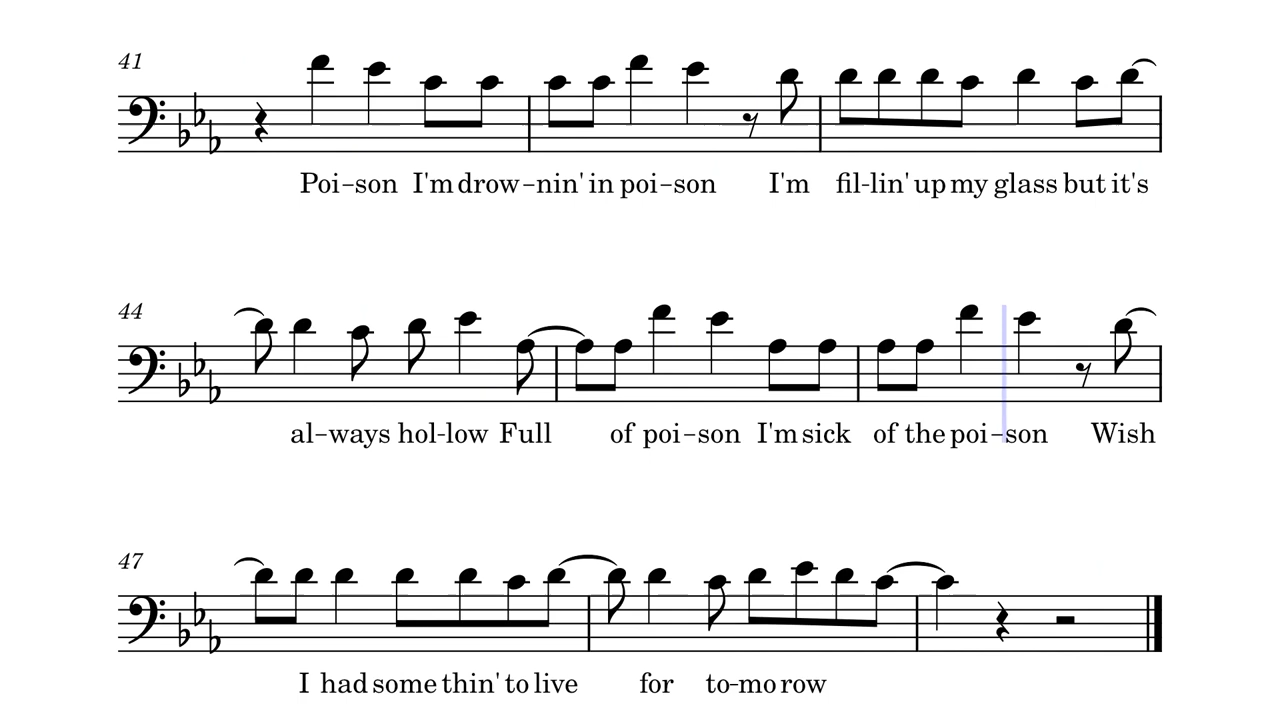 41
Poi–son I'm drow–nin' in poi–son I'm fil-lin' up my glass but it's
44
al–ways hol-low Full of poi–son I'm sick of the poi–son Wish
47
I had some thin' to live for to-mo row